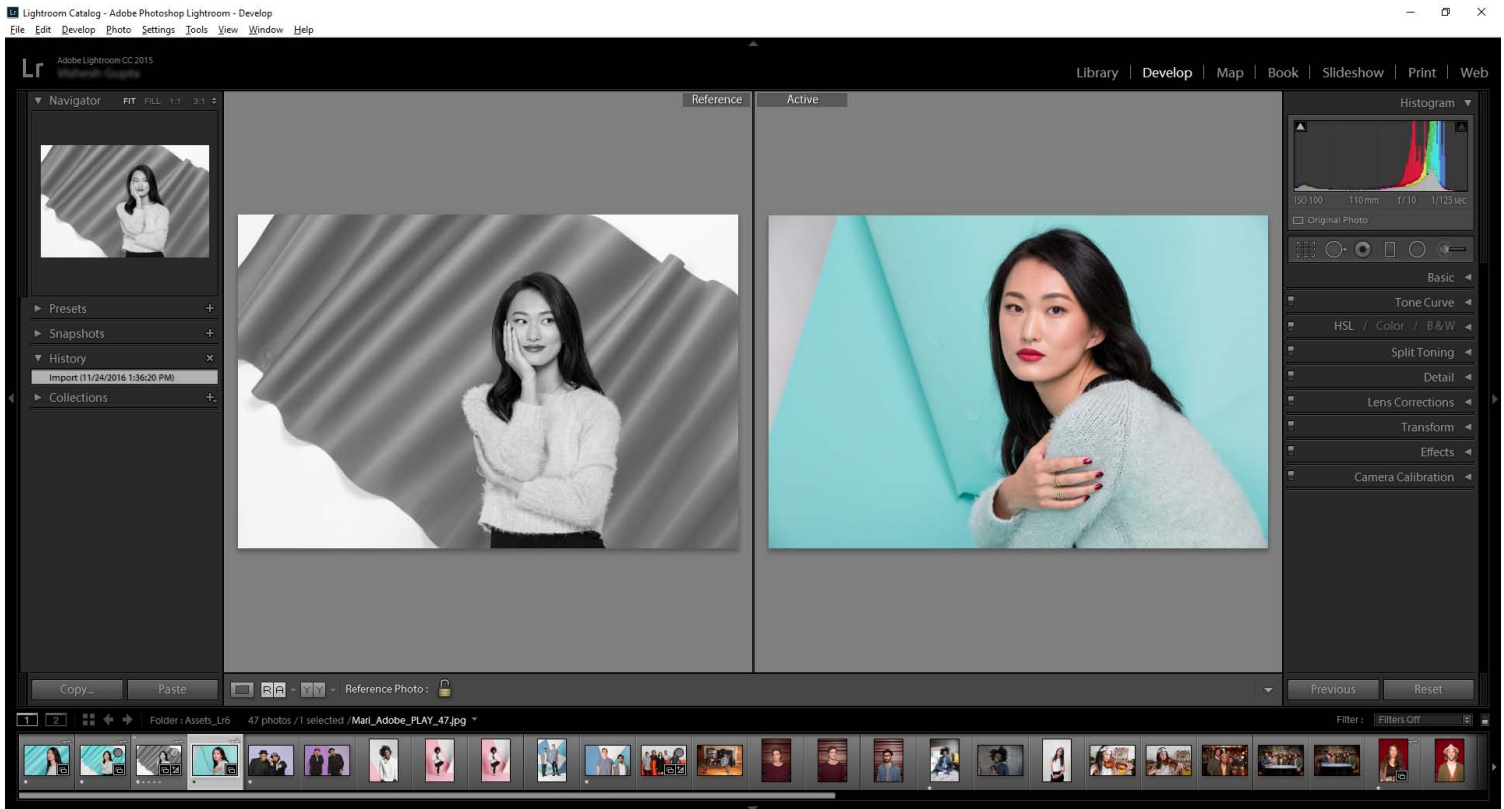 Lightroom Catalog - Adobe Photoshop Lightroom - Develop
File Edit Develop Photo Settings Tools View Window Help
Lr Adobe Lightroom CC 2015
Library | Develop | Map | Book | Slideshow | Print | Web
Navigator FIT FILL 1:1 3:1
Reference
Active
Histogram
ISO 100 110 mm f/10 1/125 sec
Original Photo
Basic
Tone Curve
HSL / Color / B & W
Split Toning
Detail
Lens Corrections
Transform
Effects
Camera Calibration
Presets
Snapshots
History
Import (11/24/2016 1:36:20 PM)
Collections
Copy... Paste
R A Y Y Reference Photo :
Previous Reset
1 2 Folder : Assets_Lr6 47 photos / 1 selected / Mari_Adobe_PLAY_47.jpg
Filter : Filters Off